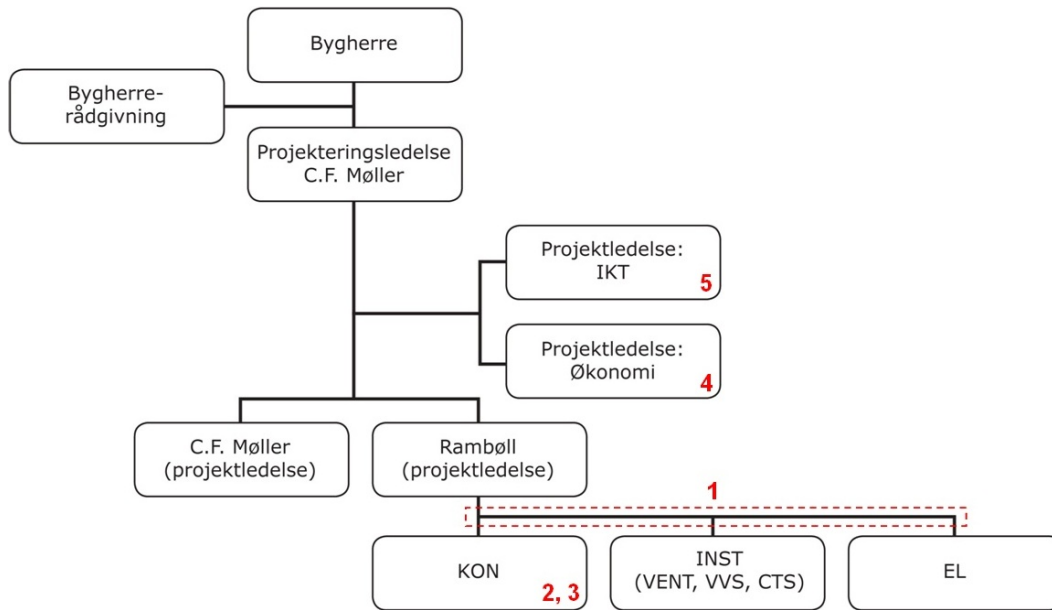 Bygherre
Bygherre-
rådgivning
Projekteringsledelse
C.F. Møller
Projektledelse:
IKT
5
Projektledelse:
Økonomi
4
C.F. Møller
(projektledelse)
Rambøll
(projektledelse)
1
KON
2, 3
INST
(VENT, VVS, CTS)
EL